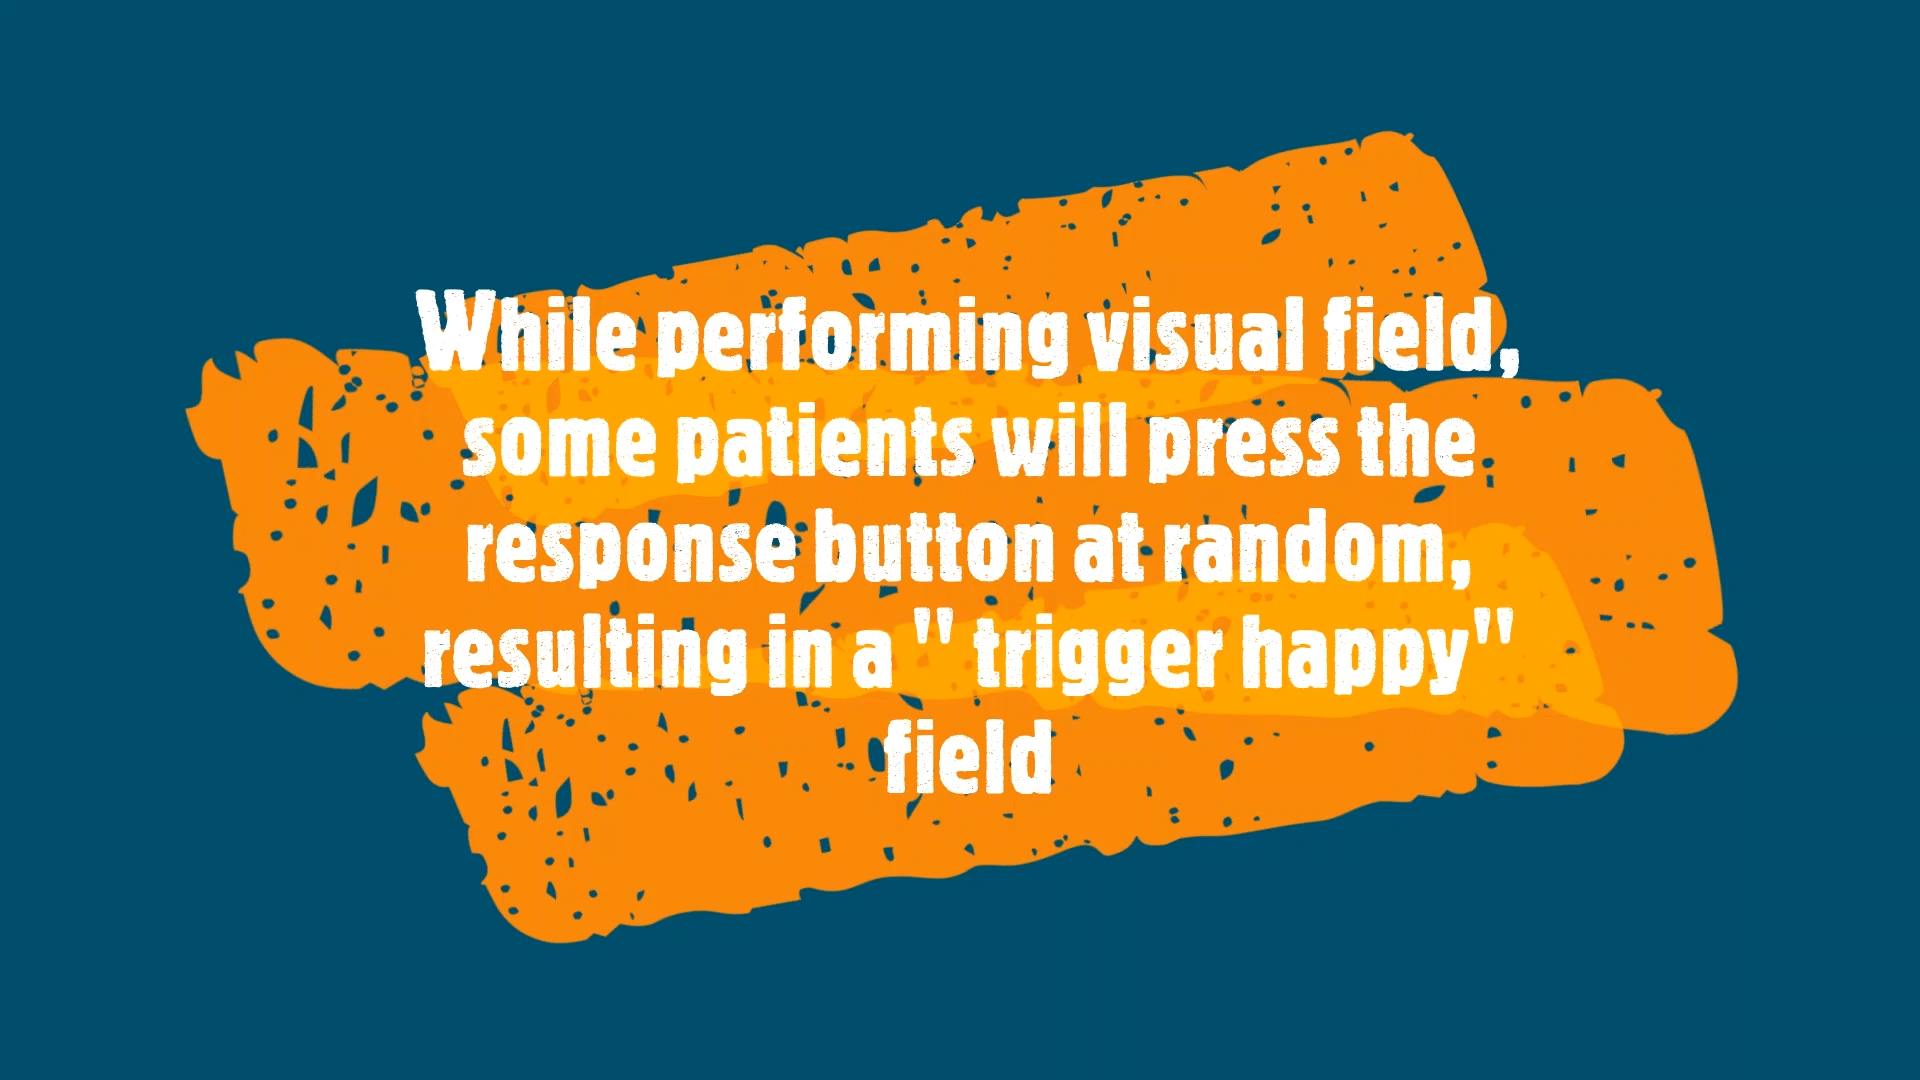 While performing visual field,
some patients will press the
response button at random,
resulting in a " trigger happy"
field